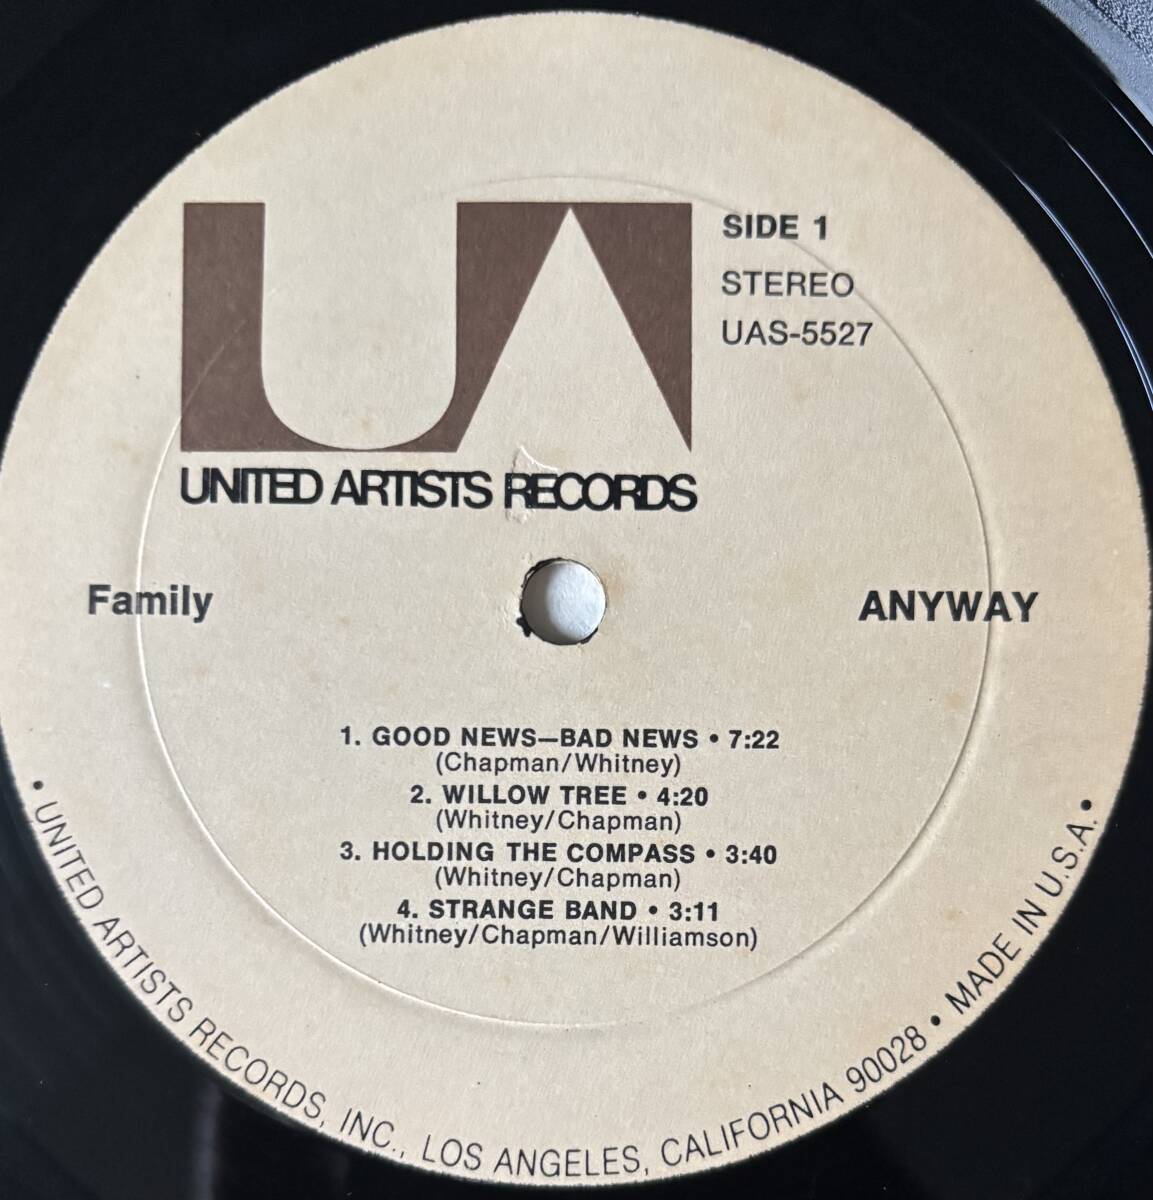 UA
SIDE 1
STEREO
UAS-5527
UNITED ARTISTS RECORDS
Family
ANYWAY
1. GOOD NEWS—BAD NEWS • 7:22
(Chapman/Whitney)
2. WILLOW TREE • 4:20
(Whitney/Chapman)
3. HOLDING THE COMPASS • 3:40
(Whitney/Chapman)
4. STRANGE BAND • 3:11
(Whitney/Chapman/Williamson)
• UNITED ARTISTS RECORDS, INC., LOS ANGELES, CALIFORNIA 90028 • MADE IN U.S.A. •